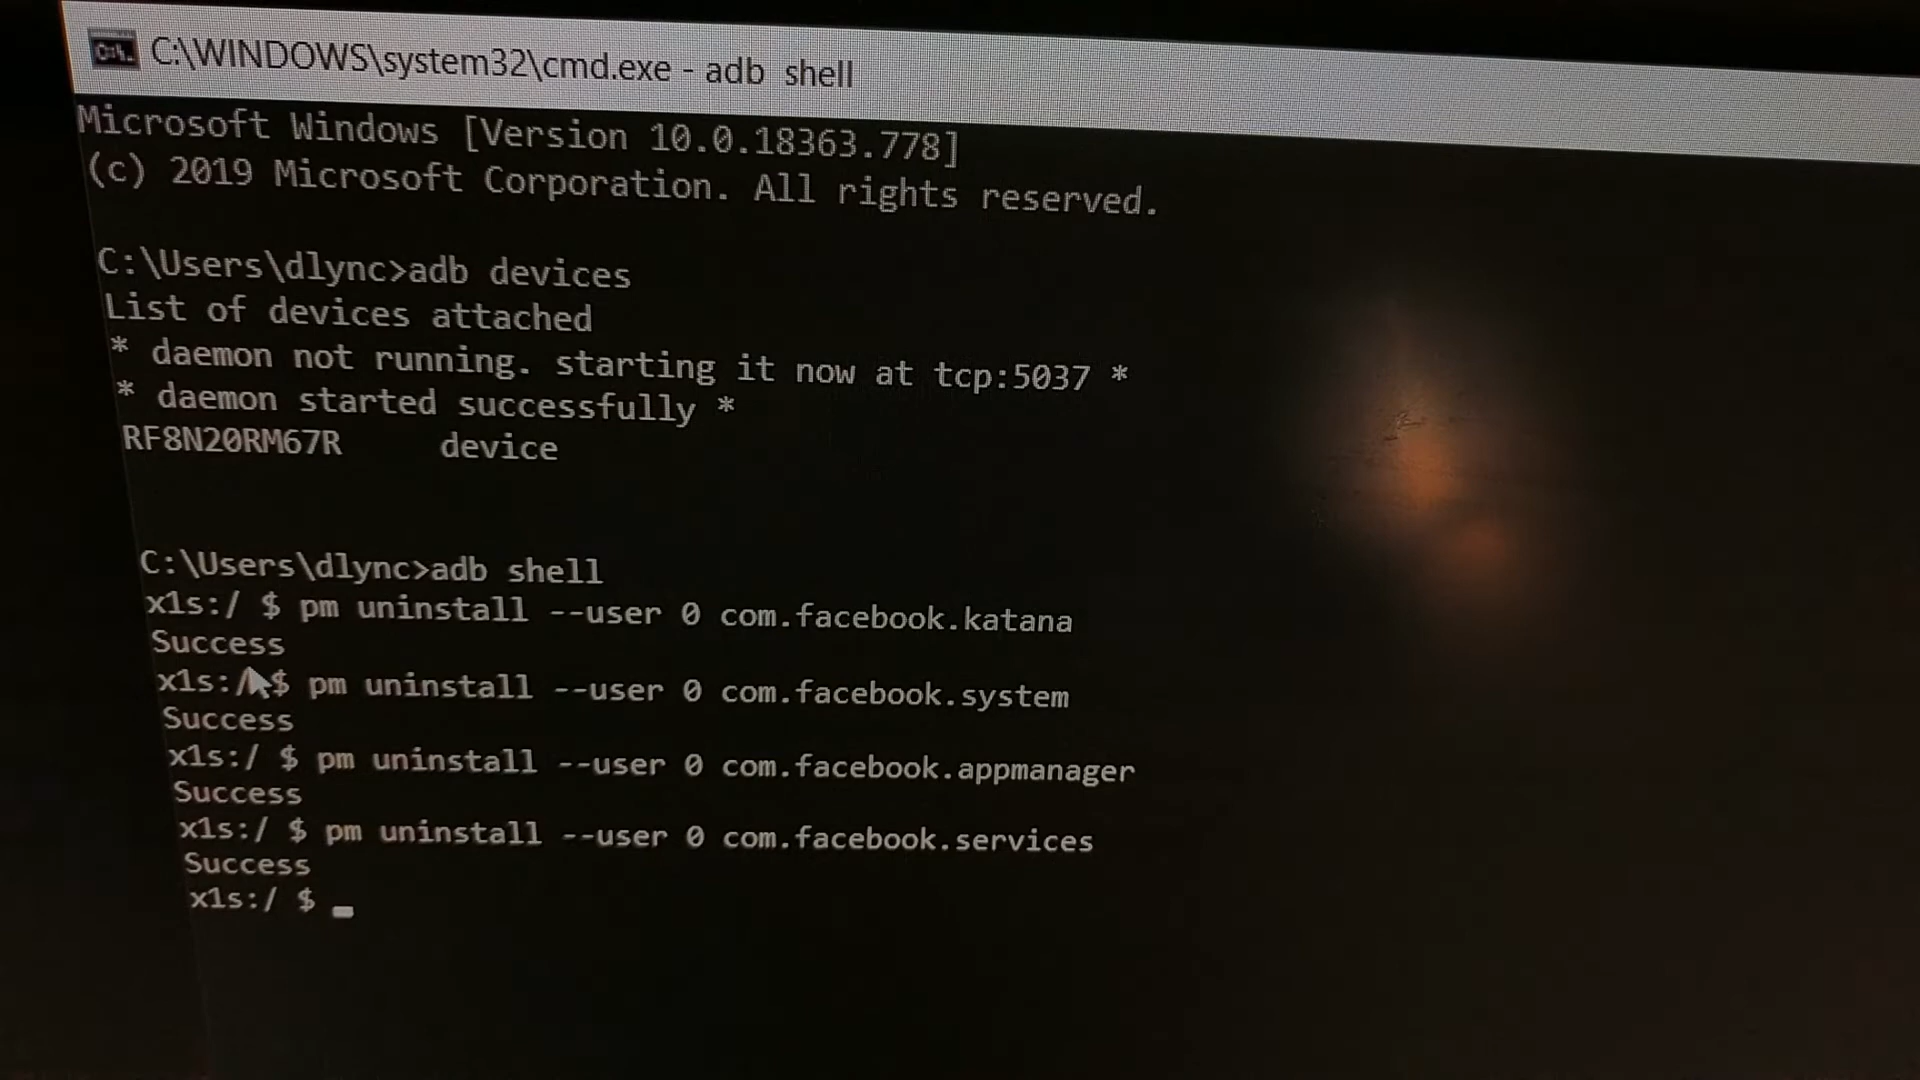 C:\WINDOWS\system32\cmd.exe - adb  shell
Microsoft Windows [Version 10.0.18363.778]
(c) 2019 Microsoft Corporation. All rights reserved.
C:\Users\dlync>adb devices
List of devices attached
* daemon not running. starting it now at tcp:5037 *
* daemon started successfully *
RF8N20RM67R     device
C:\Users\dlync>adb shell
x1s:/ $ pm uninstall --user 0 com.facebook.katana
Success
x1s:/ $ pm uninstall --user 0 com.facebook.system
Success
x1s:/ $ pm uninstall --user 0 com.facebook.appmanager
Success
x1s:/ $ pm uninstall --user 0 com.facebook.services
Success
x1s:/ $ _